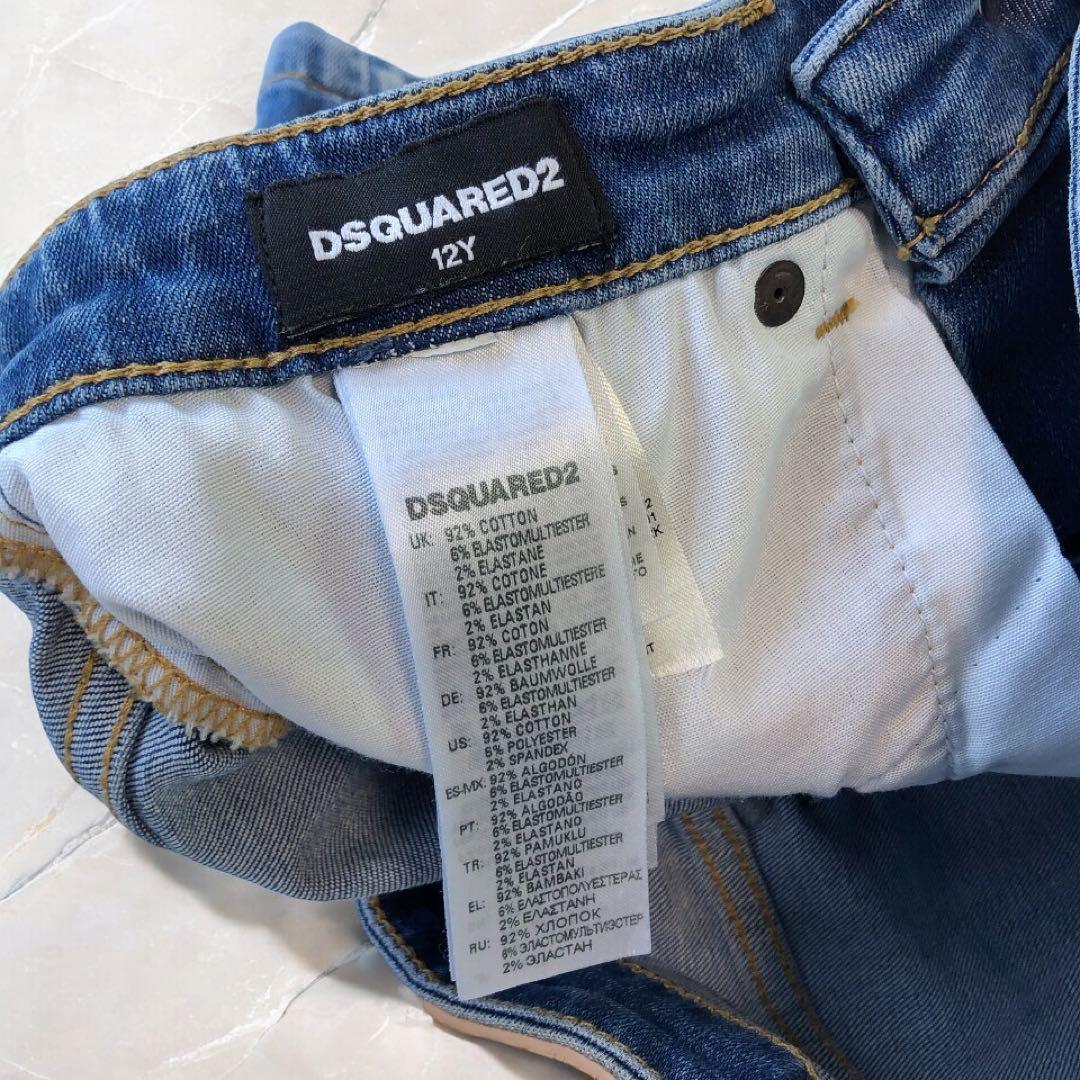 DSQUARED2
12Y
DSQUARED2
UK: 92% COTTON
6% ELASTOMULTIESTER
2% ELASTANE
IT: 92% COTONE
6% ELASTOMULTIESTERE
2% ELASTAN
FR: 92% COTON
6% ELASTOMULTIESTER
2% ELASTHANNE
DE: 92% BAUMWOLLE
6% ELASTOMULTIESTER
2% ELASTHAN
US: 92% COTTON
6% POLYESTER
2% SPANDEX
ES-MX: 92% ALGODÓN
6% ELASTOMULTIESTER
2% ELASTANO
PT: 92% ALGODÃO
6% ELASTOMULTIESTER
2% ELASTANO
TR: 92% PAMUKLU
6% ELASTOMULTIESTER
2% ELASTAN
EL: 92% ΒΑΜΒΑΚΙ
6% ΕΛΑΣΤΟΠΟΛΥΕΣΤΕΡΑΣ
2% ΕΛΑΣΤΑΝΗ
RU: 92% ХЛОПОК
6% ЭЛАСТОМУЛЬТИЭСТЕР
2% ЭЛАСТАН